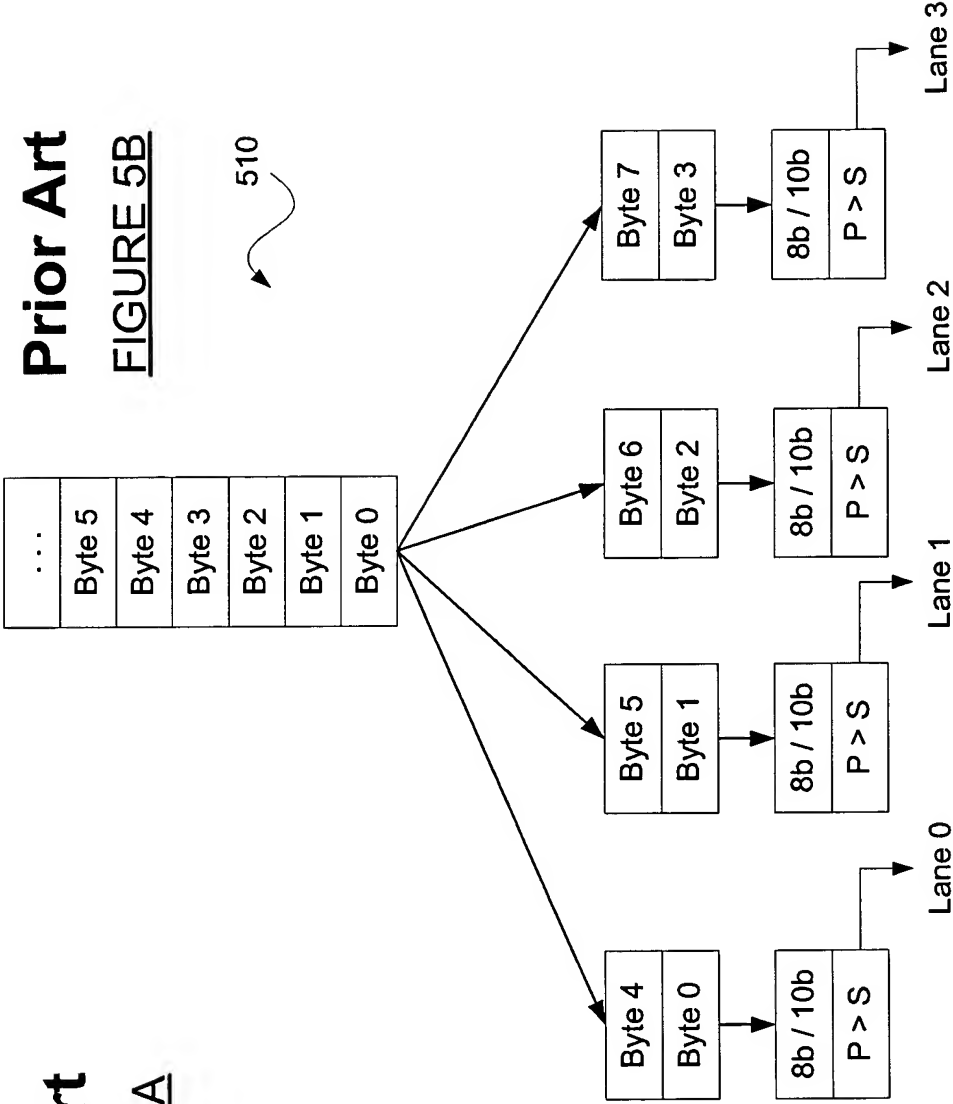 rt
A
Prior Art
FIGURE 5B
510
. . .
Byte 5
Byte 4
Byte 3
Byte 2
Byte 1
Byte 0
Byte 4
Byte 0
8b / 10b
P > S
Lane 0
Byte 5
Byte 1
8b / 10b
P > S
Lane 1
Byte 6
Byte 2
8b / 10b
P > S
Lane 2
Byte 7
Byte 3
8b / 10b
P > S
Lane 3